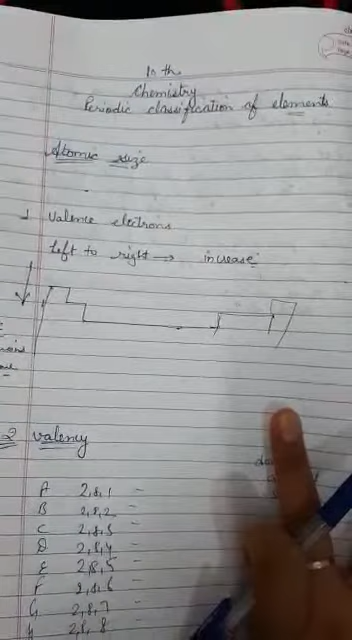 10 th
Chemistry
Periodic classification of elements
Atomic size
1 Valence electrons
left to right → increase
2 valency
A 2,8,1 –
B 2,8,2 –
C 2,8,3 –
D 2,8,4 –
E 2,8,5 –
F 2,8,6 –
G 2,8,7 –
H 2,8,8